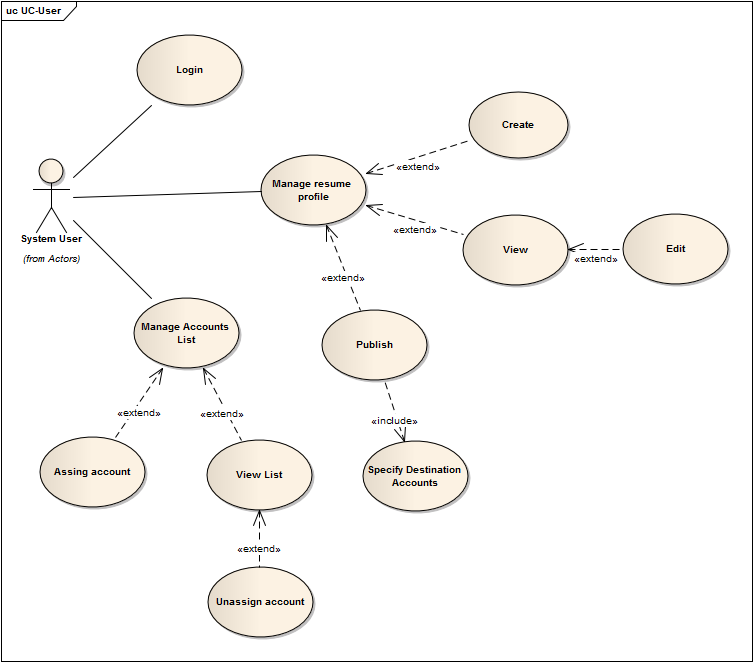 uc UC-User
Login
Create
«extend»
Manage resume
profile
«extend»
View
«extend»
Edit
System User
(from Actors)
«extend»
Manage Accounts
List
Publish
«extend»
«extend»
«include»
Assing account
View List
Specify Destination
Accounts
«extend»
Unassign account